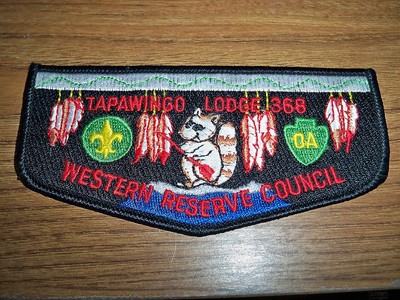 TAPAWINGO LODGE 368
OA
WESTERN RESERVE COUNCIL